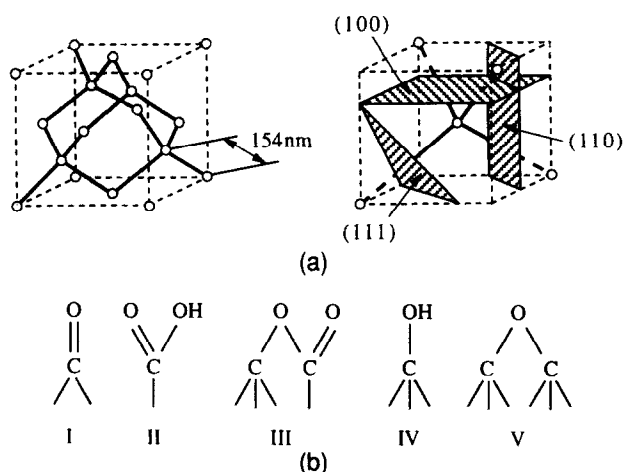 (100)
154nm
(110)
(111)
(a)
O O OH O O OH O
C C C C C C C
I II III IV V
(b)